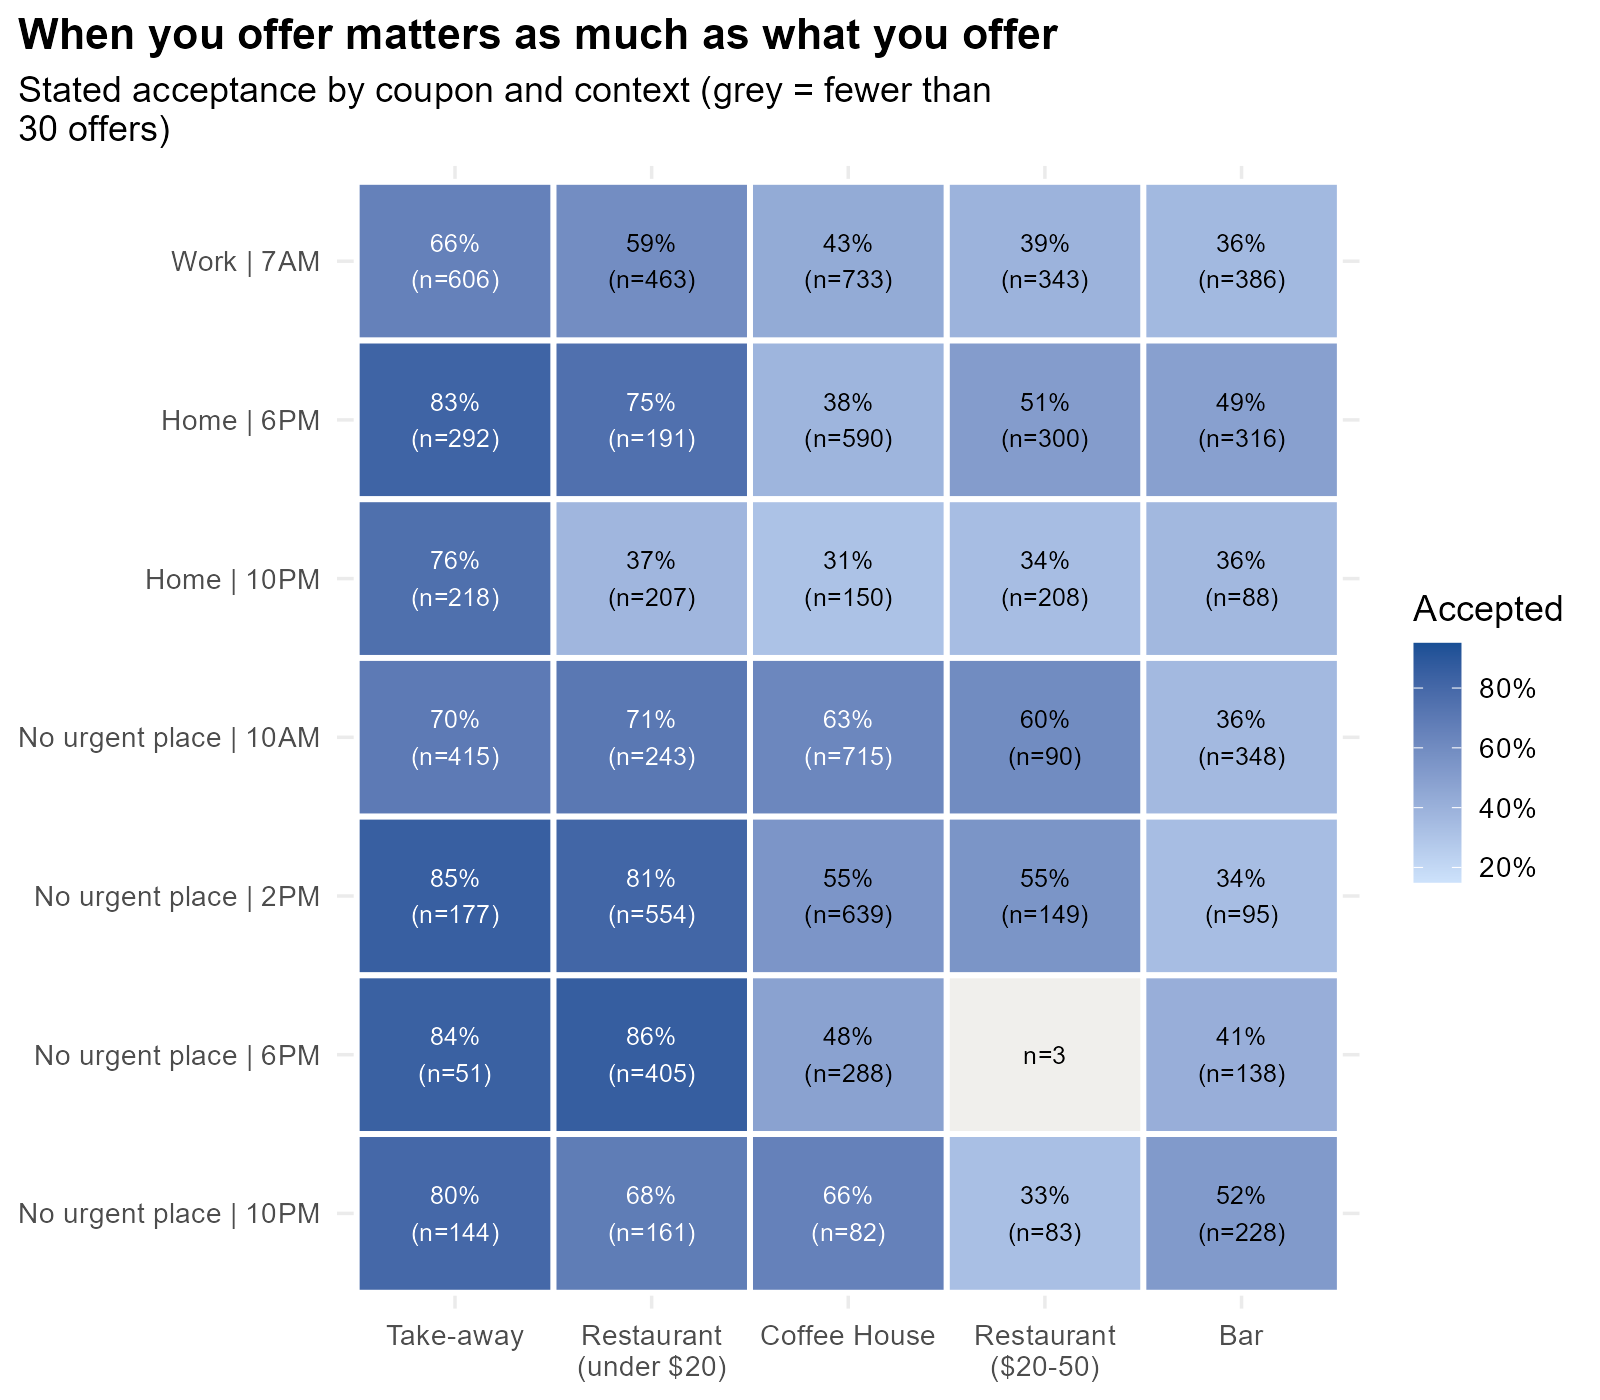 When you offer matters as much as what you offer
Stated acceptance by coupon and context (grey = fewer than
30 offers)
Work | 7AM
66%
(n=606)
59%
(n=463)
43%
(n=733)
39%
(n=343)
36%
(n=386)
Home | 6PM
83%
(n=292)
75%
(n=191)
38%
(n=590)
51%
(n=300)
49%
(n=316)
Home | 10PM
76%
(n=218)
37%
(n=207)
31%
(n=150)
34%
(n=208)
36%
(n=88)
No urgent place | 10AM
70%
(n=415)
71%
(n=243)
63%
(n=715)
60%
(n=90)
36%
(n=348)
No urgent place | 2PM
85%
(n=177)
81%
(n=554)
55%
(n=639)
55%
(n=149)
34%
(n=95)
No urgent place | 6PM
84%
(n=51)
86%
(n=405)
48%
(n=288)
n=3
41%
(n=138)
No urgent place | 10PM
80%
(n=144)
68%
(n=161)
66%
(n=82)
33%
(n=83)
52%
(n=228)
Take-away
Restaurant
(under $20)
Coffee House
Restaurant
($20-50)
Bar
Accepted
80%
60%
40%
20%